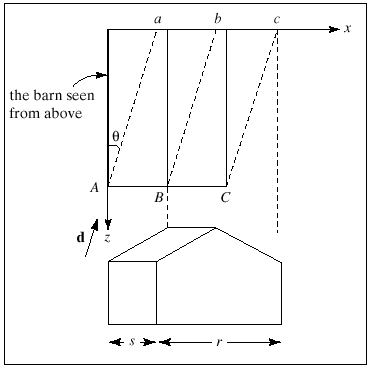 a b c x
the barn seen
from above
θ
A B C
d z
s r